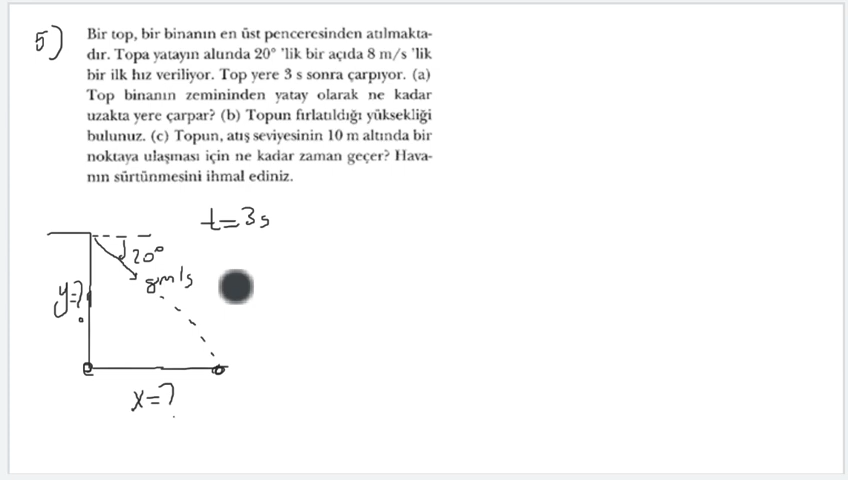 5)
Bir top, bir binanın en üst penceresinden atılmakta-
dır. Topa yatayın altında 20° 'lik bir açıda 8 m/s 'lik
bir ilk hız veriliyor. Top yere 3 s sonra çarpıyor. (a)
Top binanın zemininden yatay olarak ne kadar
uzakta yere çarpar? (b) Topun fırlatıldığı yüksekliği
bulunuz. (c) Topun, atış seviyesinin 10 m altında bir
noktaya ulaşması için ne kadar zaman geçer? Hava-
nın sürtünmesini ihmal ediniz.
t=3s
20°
8m/s
y=?
x=?